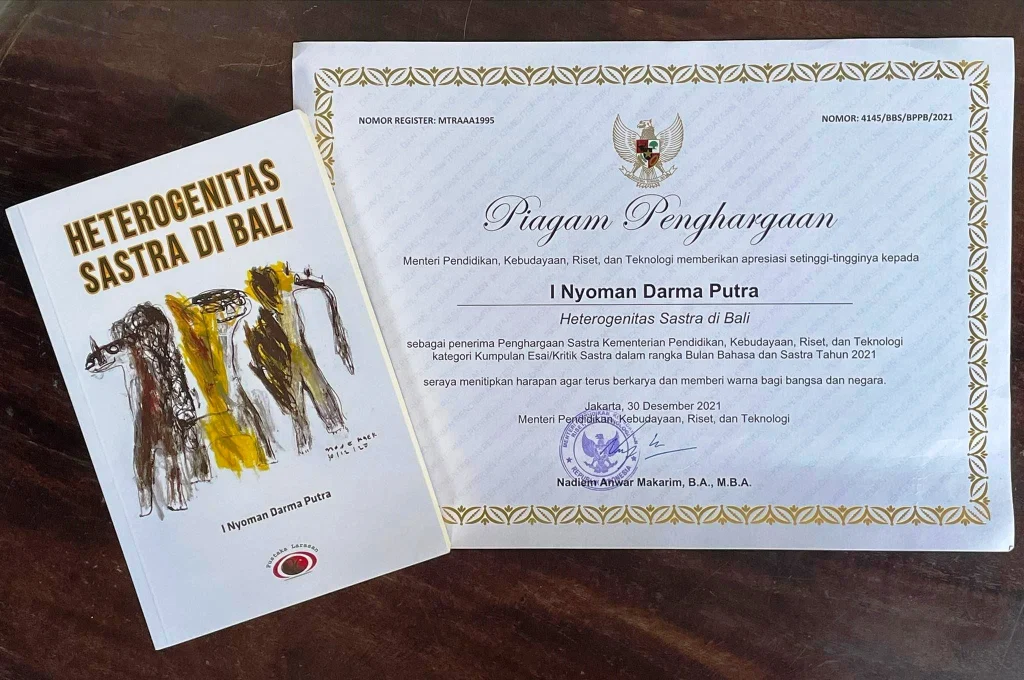 HETEROGENITAS
SASTRA DI BALI
I Nyoman Darma Putra
Pustaka Larasan
NOMOR REGISTER: MTRAAA1995
NOMOR: 4145/BBS/BPPB/2021
Piagam Penghargaan
Menteri Pendidikan, Kebudayaan, Riset, dan Teknologi memberikan apresiasi setinggi-tingginya kepada
I Nyoman Darma Putra
Heterogenitas Sastra di Bali
sebagai penerima Penghargaan Sastra Kementerian Pendidikan, Kebudayaan, Riset, dan Teknologi
kategori Kumpulan Esai/Kritik Sastra dalam rangka Bulan Bahasa dan Sastra Tahun 2021
seraya menitipkan harapan agar terus berkarya dan memberi warna bagi bangsa dan negara.
Jakarta, 30 Desember 2021
Menteri Pendidikan, Kebudayaan, Riset, dan Teknologi
REPUBLIK INDONESIA
Nadiem Anwar Makarim, B.A., M.B.A.